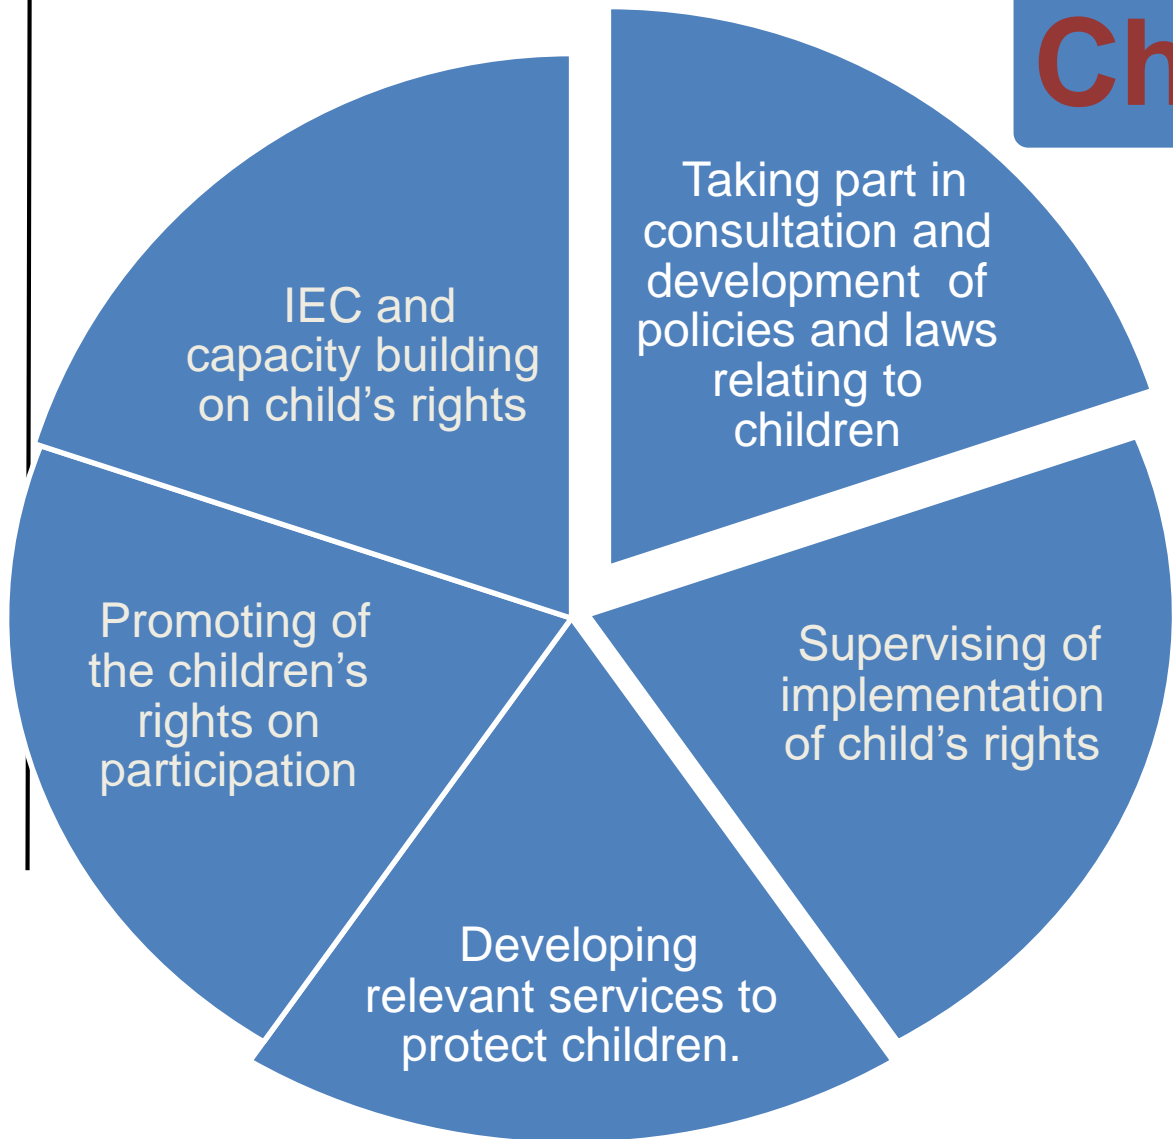 Ch
Taking part in
consultation and
development of
policies and laws
relating to
children
IEC and
capacity building
on child’s rights
Promoting of
the children’s
rights on
participation
Supervising of
implementation
of child’s rights
Developing
relevant services to
protect children.